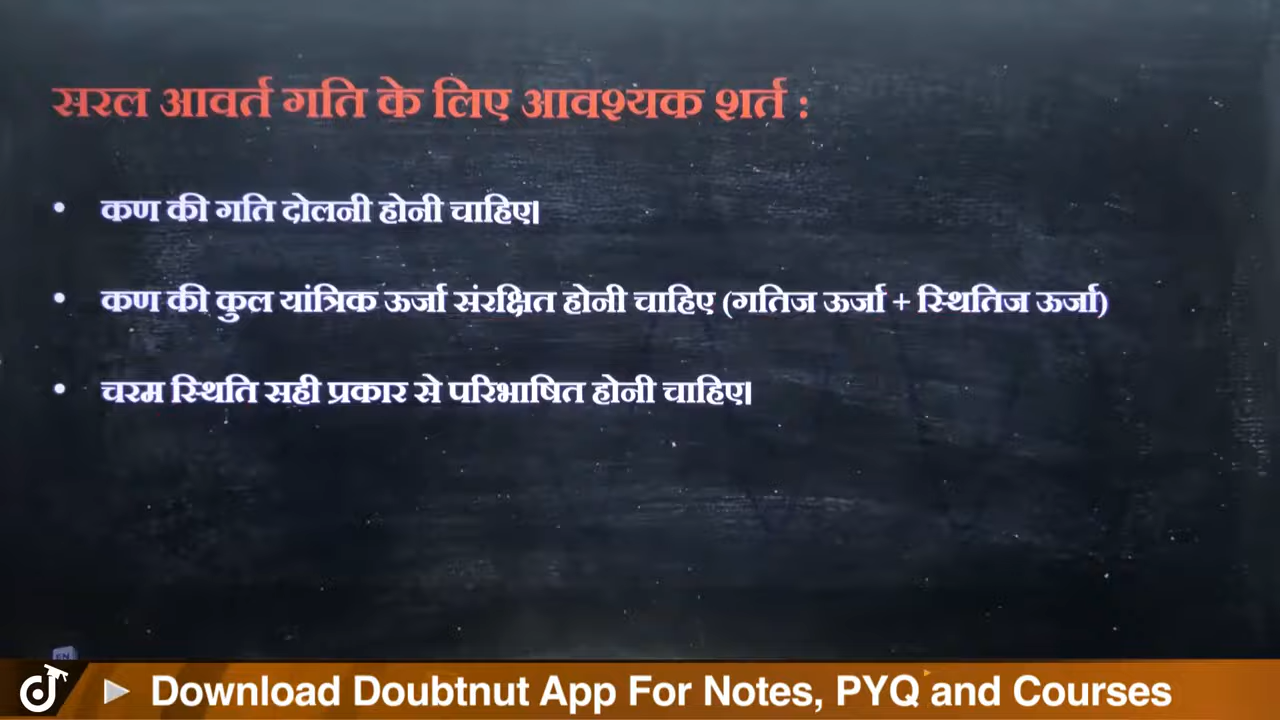 सरल आवर्त गति के लिए आवश्यक शर्त :
• कण की गति दोलनी होनी चाहिए।
• कण की कुल यांत्रिक ऊर्जा संरक्षित होनी चाहिए (गतिज ऊर्जा + स्थितिज ऊर्जा)
• चरम स्थिति सही प्रकार से परिभाषित होनी चाहिए।
EN
Download Doubtnut App For Notes, PYQ and Courses